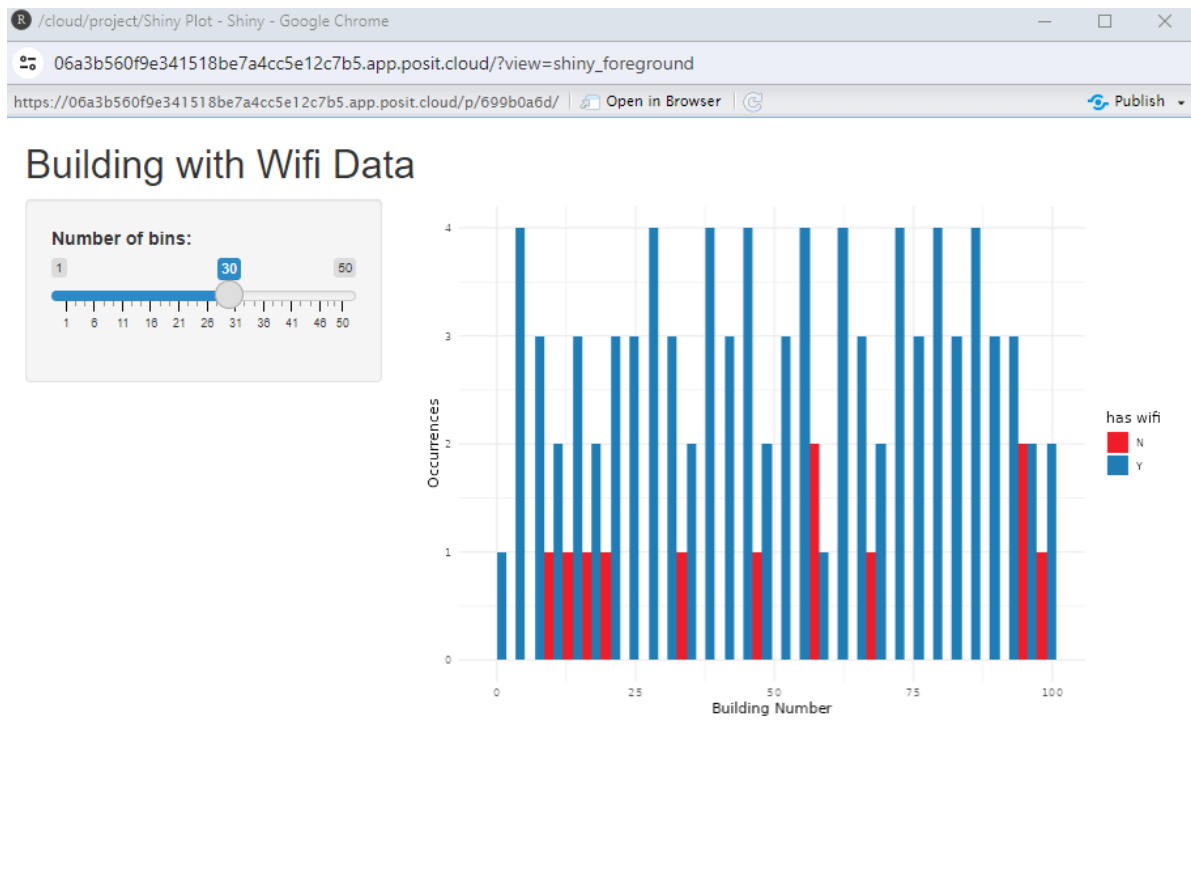 R /cloud/project/Shiny Plot - Shiny - Google Chrome
06a3b560f9e341518be7a4cc5e12c7b5.app.posit.cloud/?view=shiny_foreground
https://06a3b560f9e341518be7a4cc5e12c7b5.app.posit.cloud/p/699b0a6d/ Open in Browser Publish
Building with Wifi Data
Number of bins:
1 30 50
1 6 11 16 21 26 31 36 41 46 50
4
3
2
1
0
Occurrences
0 25 50 75 100
Building Number
has wifi
N
Y